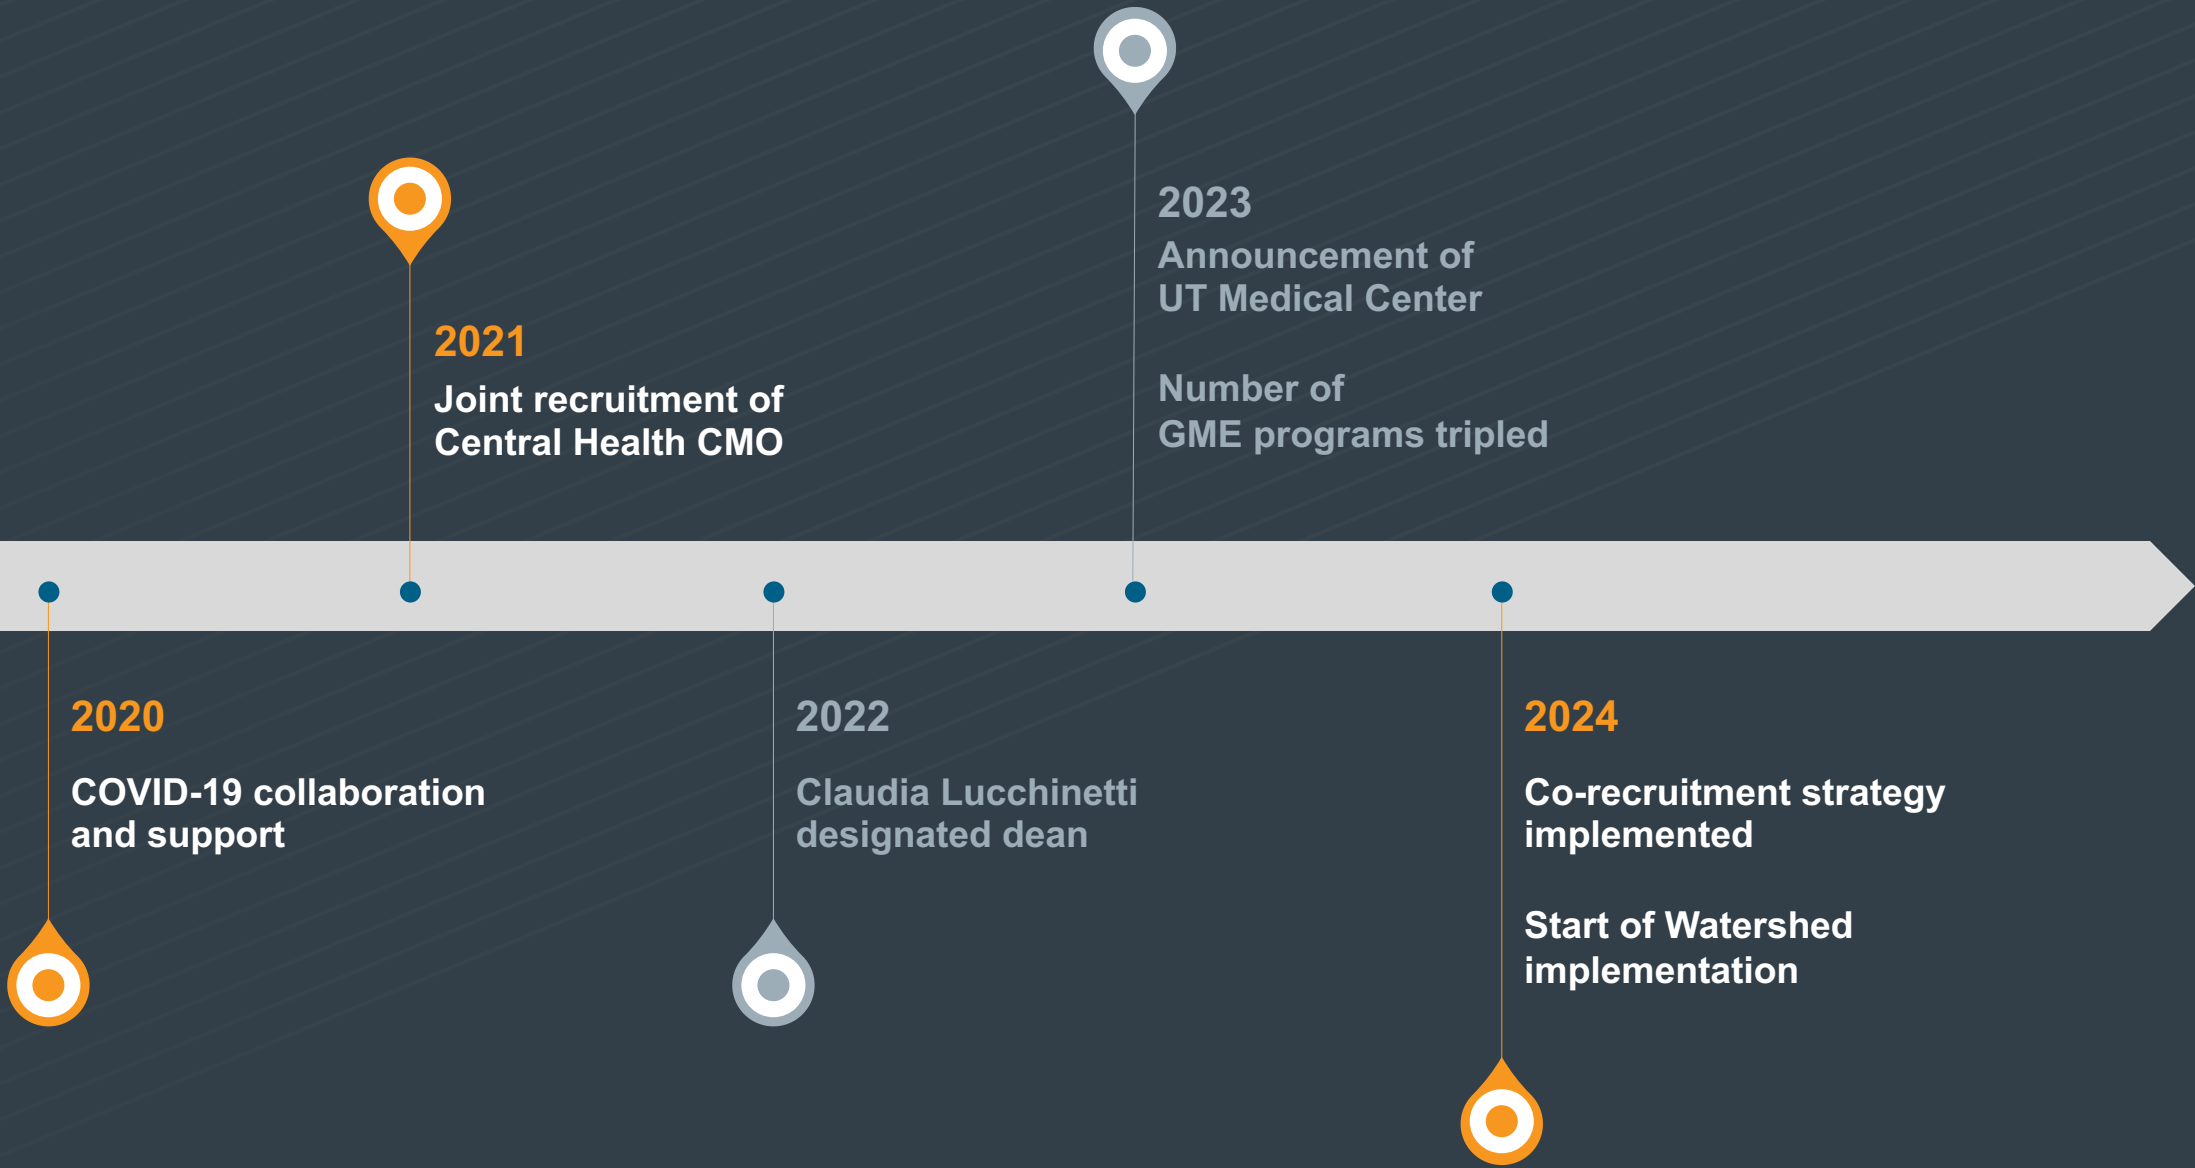 2020
COVID-19 collaboration
and support
2021
Joint recruitment of
Central Health CMO
2022
Claudia Lucchinetti
designated dean
2023
Announcement of
UT Medical Center
Number of
GME programs tripled
2024
Co-recruitment strategy
implemented
Start of Watershed
implementation